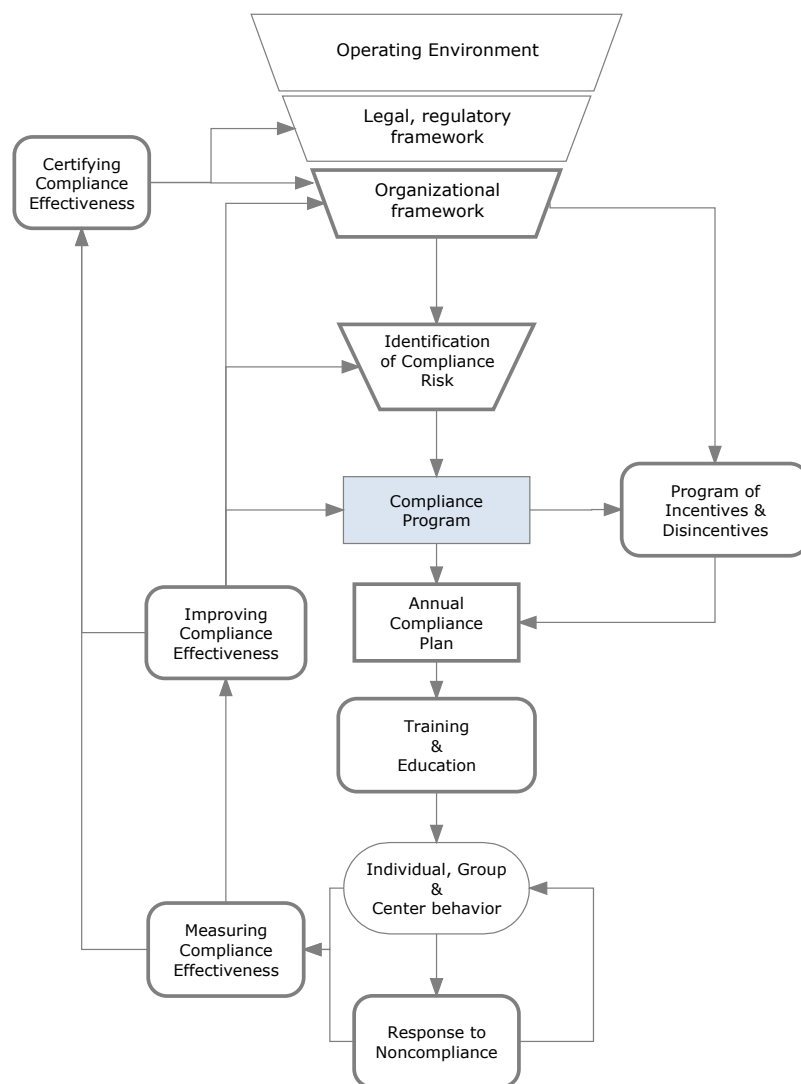 Operating Environment
Legal, regulatory
framework
Certifying
Compliance
Effectiveness
Organizational
framework
Identification
of Compliance
Risk
Compliance
Program
Program of
Incentives &
Disincentives
Annual
Compliance
Plan
Improving
Compliance
Effectiveness
Training
&
Education
Individual, Group
&
Center behavior
Measuring
Compliance
Effectiveness
Response to
Noncompliance